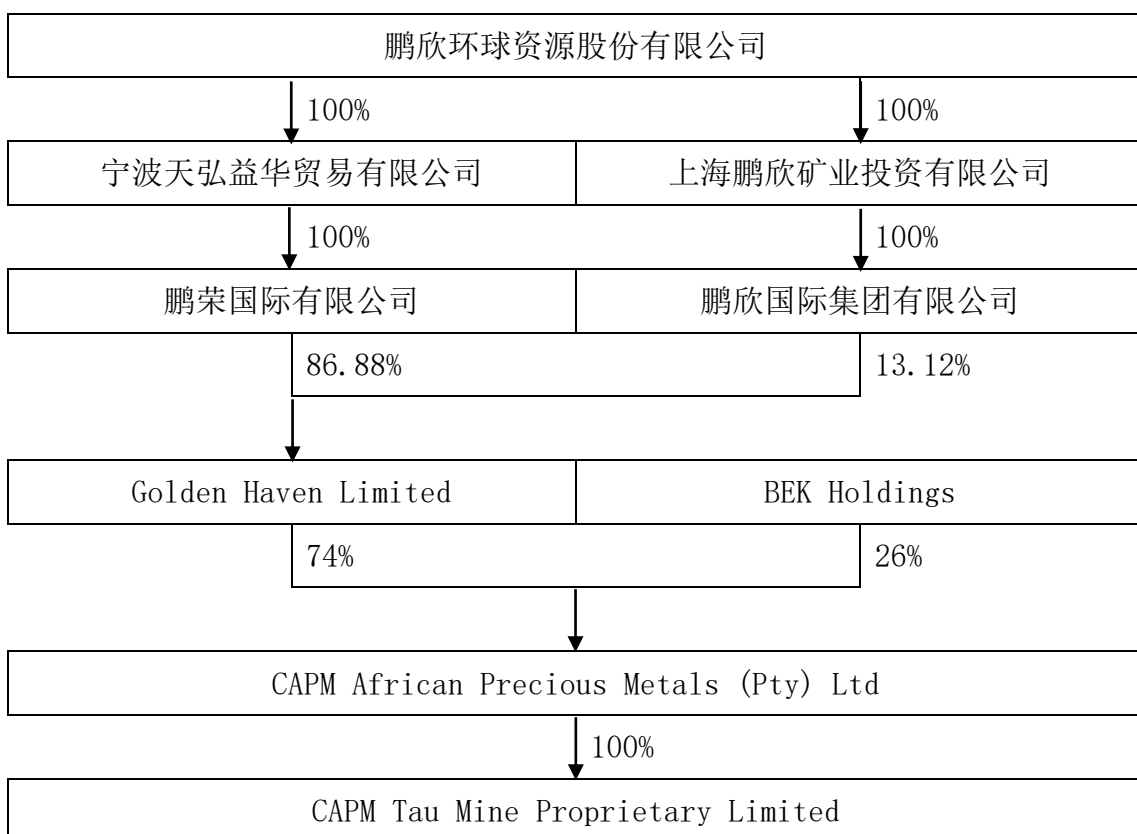 鹏欣环球资源股份有限公司
100% 100%
宁波天弘益华贸易有限公司 上海鹏欣矿业投资有限公司
100% 100%
鹏荣国际有限公司 鹏欣国际集团有限公司
86.88% 13.12%
Golden Haven Limited BEK Holdings
74% 26%
CAPM African Precious Metals (Pty) Ltd
100%
CAPM Tau Mine Proprietary Limited